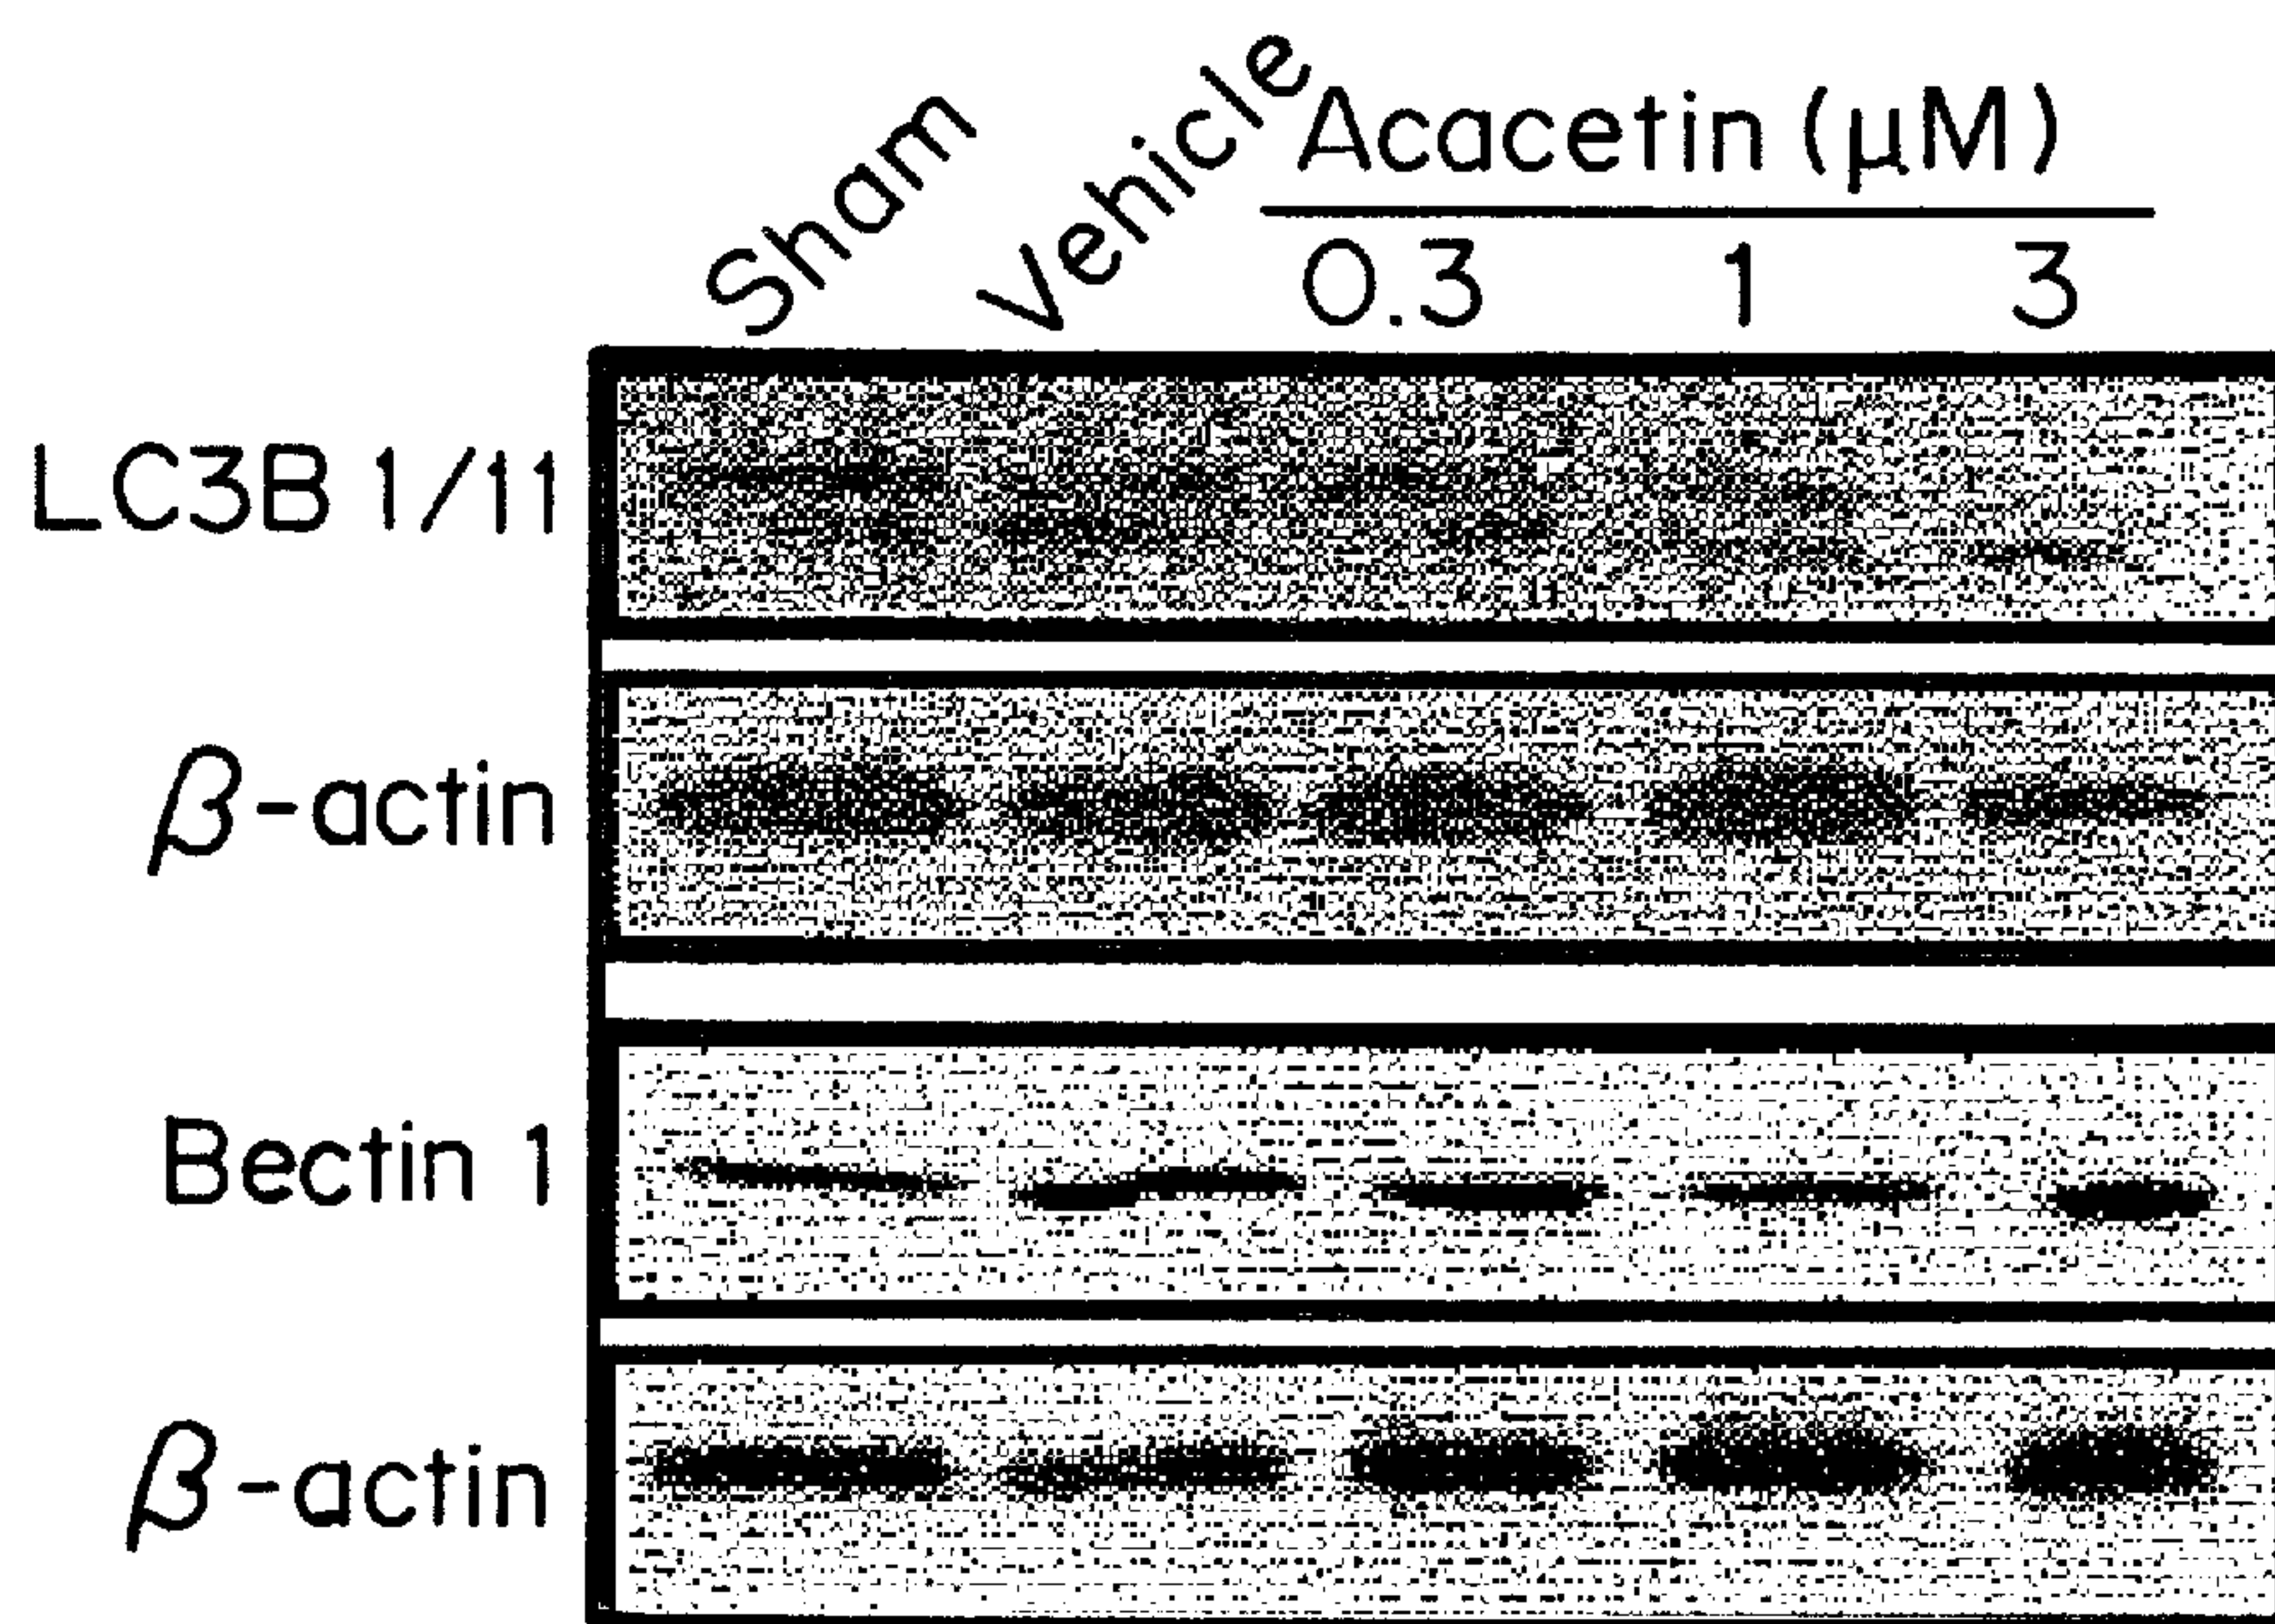 Sham Vehicle Acacetin (μM)
0.3 1 3
LC3B 1/11
β-actin
Bectin 1
β-actin